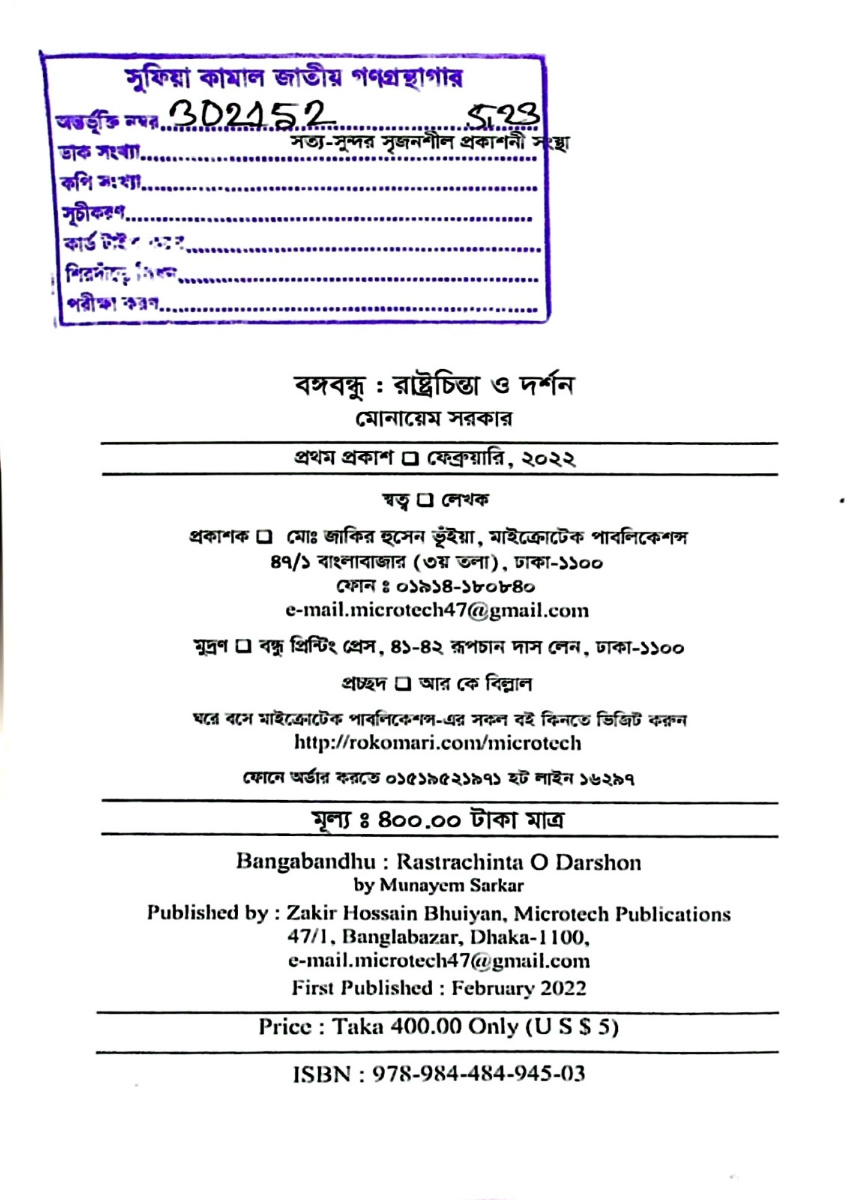 সুফিয়া কামাল জাতীয় গণগ্রন্থাগার
অন্তর্ভূক্তি নম্বর 302152 5.23
সত্য-সুন্দর সৃজনশীল প্রকাশনী সংস্থা
ডাক সংখ্যা
কপি সংখ্যা
সূচীকরণ
কার্ড টাইপ
শিরদাঁড়ে
পরীক্ষা করণ
বঙ্গবন্ধু : রাষ্ট্রচিন্তা ও দর্শন
মোনায়েম সরকার
প্রথম প্রকাশ ❑ ফেব্রুয়ারি, ২০২২
স্বত্ব ❑ লেখক
প্রকাশক ❑ মোঃ জাকির হুসেন ভূঁইয়া, মাইক্রোটেক পাবলিকেশন্স
৪৭/১ বাংলাবাজার (৩য় তলা), ঢাকা-১১০০
ফোন ঃ ০১৯১৪-১৮০৮৪০
e-mail.microtech47@gmail.com
মুদ্রণ ❑ বন্ধু প্রিন্টিং প্রেস, ৪১-৪২ রূপচান দাস লেন, ঢাকা-১১০০
প্রচ্ছদ ❑ আর কে বিল্লাল
ঘরে বসে মাইক্রোটেক পাবলিকেশন্স-এর সকল বই কিনতে ভিজিট করুন
http://rokomari.com/microtech
ফোনে অর্ডার করতে ০১৫১৯৫২১৯৭১ হট লাইন ১৬২৯৭
মূল্য ঃ ৪০০.০০ টাকা মাত্র
Bangabandhu : Rastrachinta O Darshon
by Munayem Sarkar
Published by : Zakir Hossain Bhuiyan, Microtech Publications
47/1, Banglabazar, Dhaka-1100,
e-mail.microtech47@gmail.com
First Published : February 2022
Price : Taka 400.00 Only (U S $ 5)
ISBN : 978-984-484-945-03